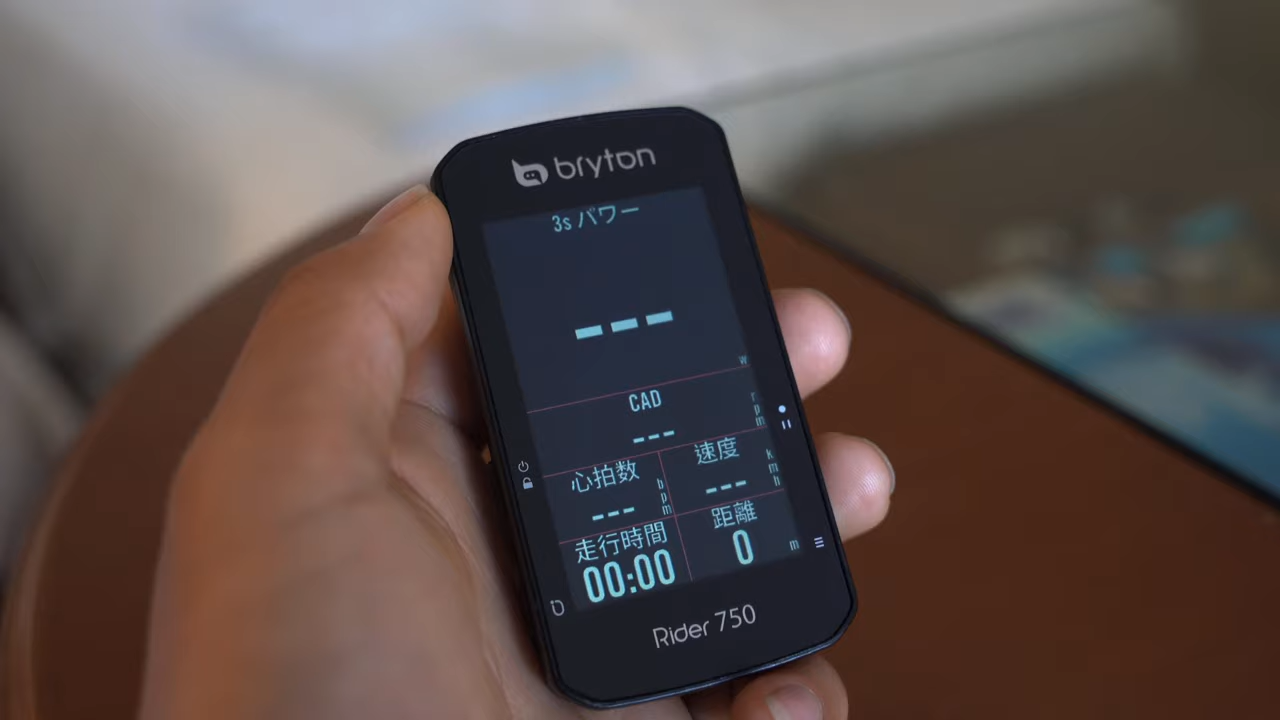 bryton
3s パワー
---
w
CAD
---
rpm
心拍数
---
bpm
速度
---
kmh
走行時間
00:00
距離
0
m
Rider 750